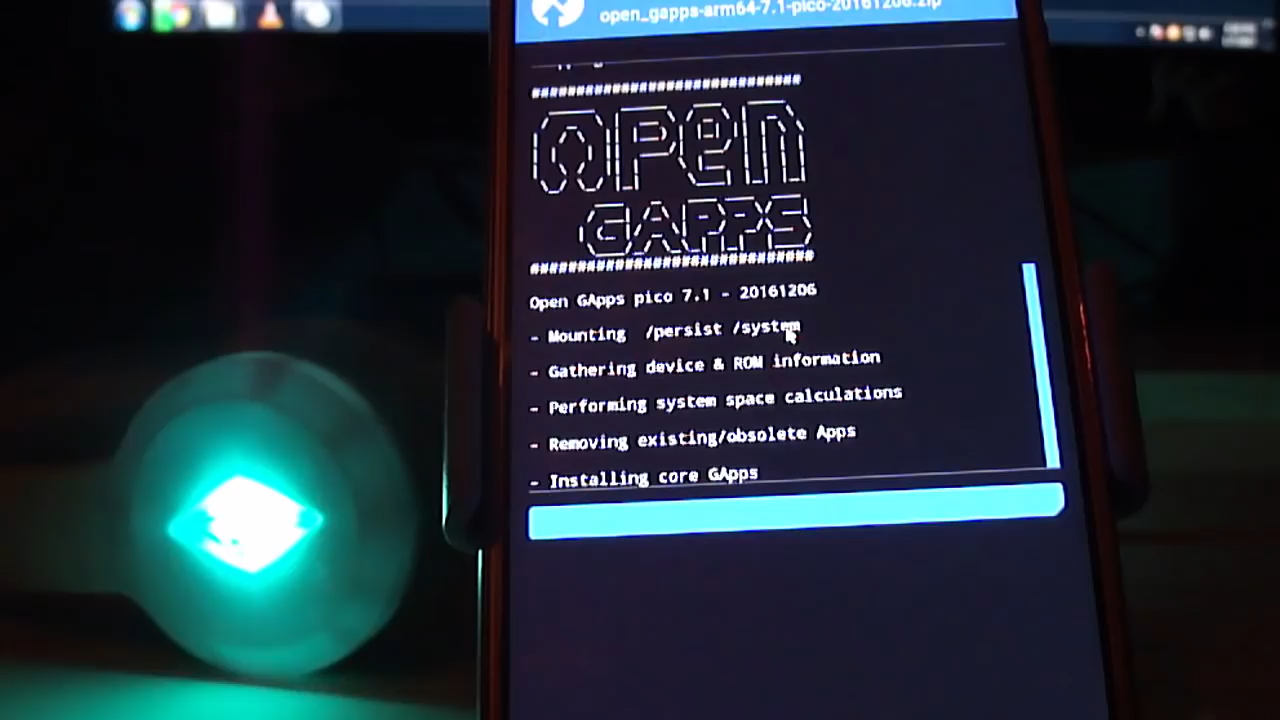 open_gapps-arm64-7.1-pico-20161206.zip
##############################
OPEN
GAPPS
##############################
Open GApps pico 7.1 - 20161206
- Mounting /persist /system
- Gathering device & ROM information
- Performing system space calculations
- Removing existing/obsolete Apps
- Installing core GApps